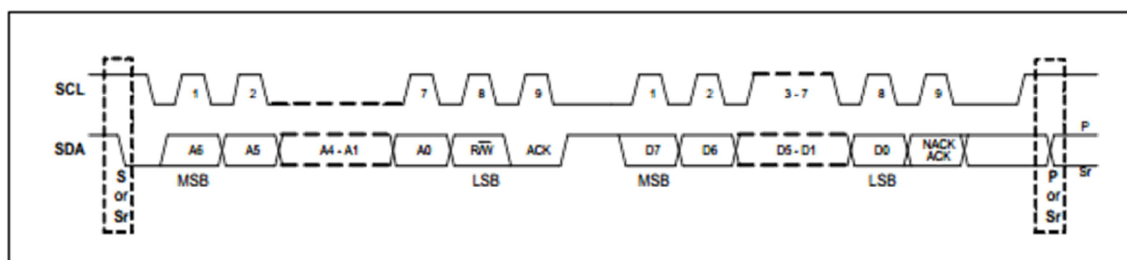 SCL 1 2 7 8 9 1 2 3 - 7 8 9
P
SDA A6 A5 A4 - A1 A0 R/W ACK D7 D6 D5 - D1 D0 NACK ACK
Sr
MSB LSB MSB LSB
S or Sr
P or Sr